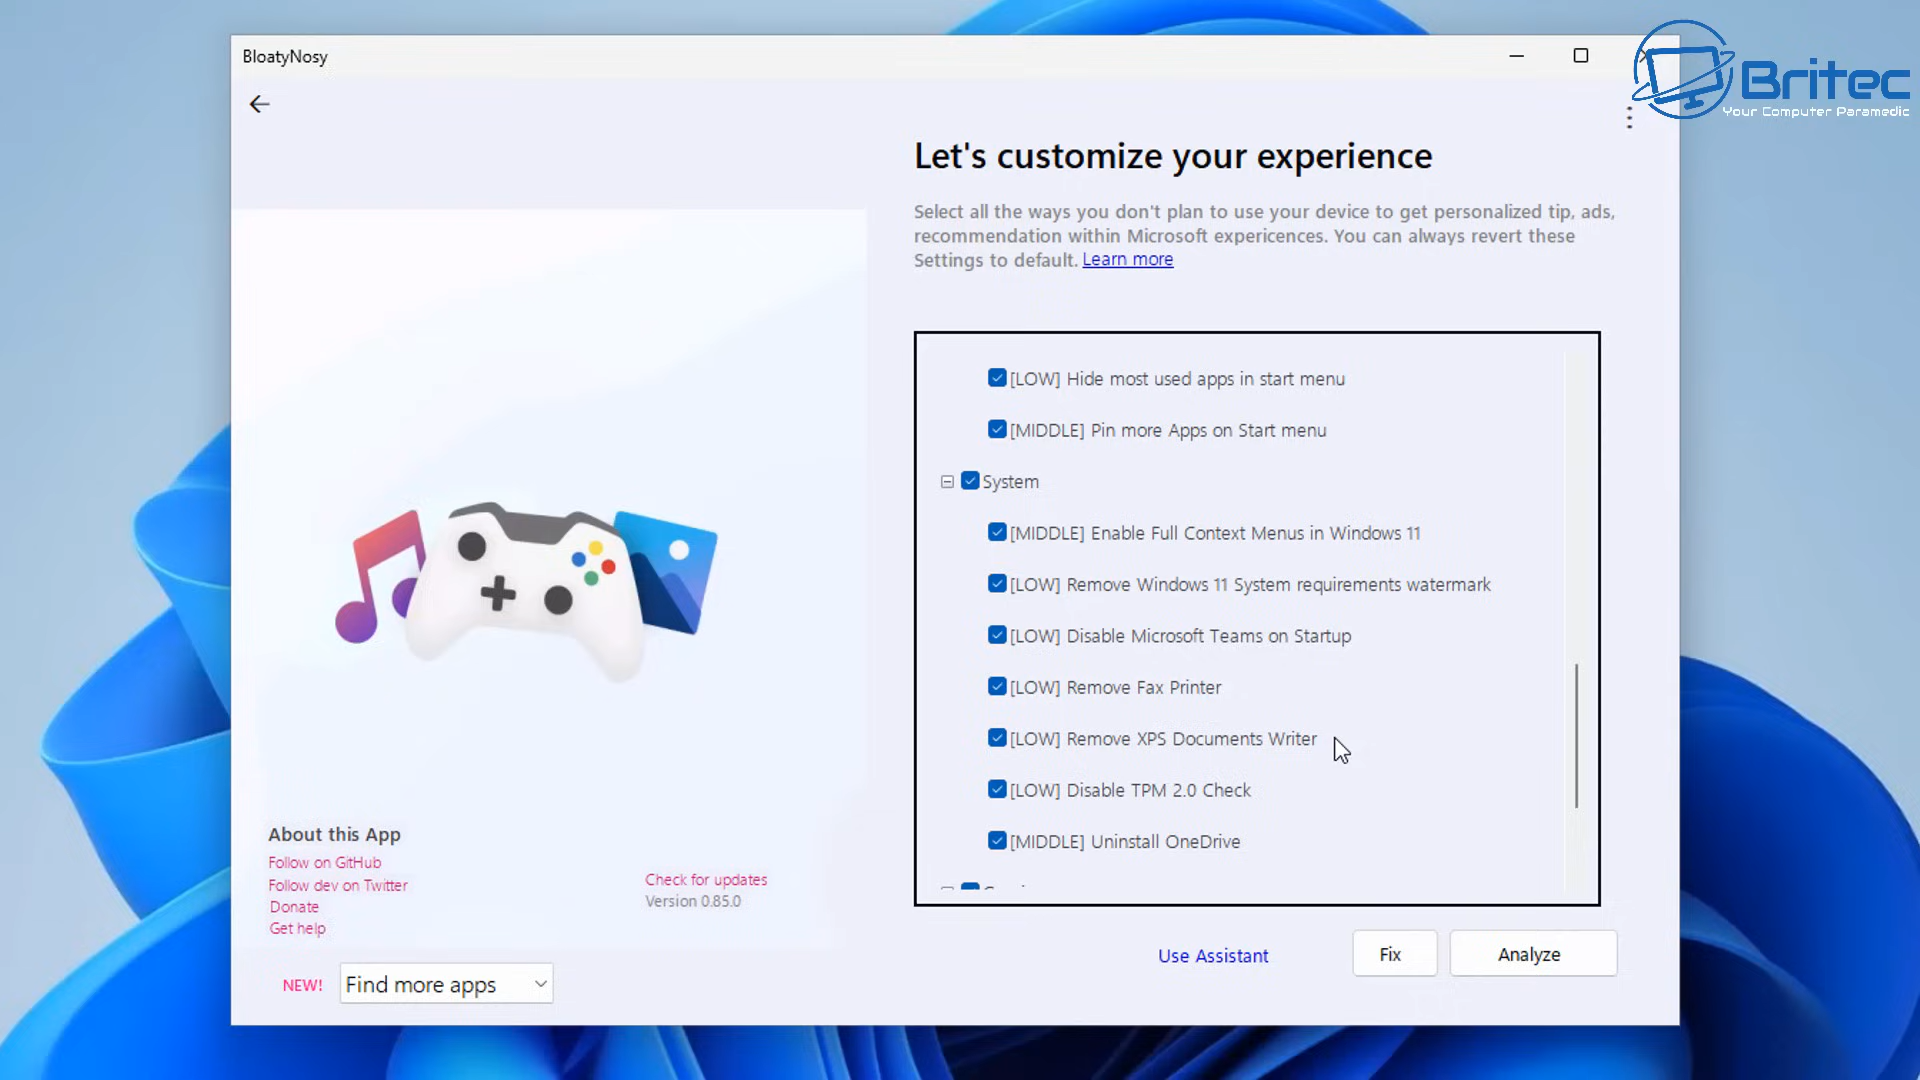 BloatyNosy
Britec
Your Computer Paramedic
Let's customize your experience
Select all the ways you don't plan to use your device to get personalized tip, ads,
recommendation within Microsoft expericences. You can always revert these
Settings to default. Learn more
[LOW] Hide most used apps in start menu
[MIDDLE] Pin more Apps on Start menu
System
[MIDDLE] Enable Full Context Menus in Windows 11
[LOW] Remove Windows 11 System requirements watermark
[LOW] Disable Microsoft Teams on Startup
[LOW] Remove Fax Printer
[LOW] Remove XPS Documents Writer
[LOW] Disable TPM 2.0 Check
[MIDDLE] Uninstall OneDrive
About this App
Follow on GitHub
Follow dev on Twitter
Donate
Get help
Check for updates
Version 0.85.0
NEW!
Find more apps
Use Assistant
Fix
Analyze